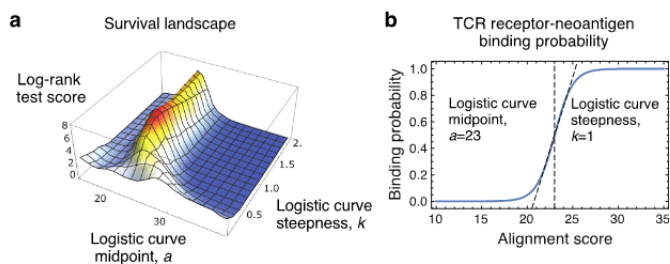 a
Survival landscape
Log-rank
test score
8
6
4
2
0
20
30
Logistic curve
midpoint, a
0.5
1.0
1.5
2.
Logistic curve
steepness, k
b
TCR receptor-neoantigen
binding probability
Binding probability
1.0
0.8
0.6
0.4
0.2
0.0
Logistic curve
midpoint,
a=23
Logistic curve
steepness,
k=1
10 15 20 25 30 35
Alignment score